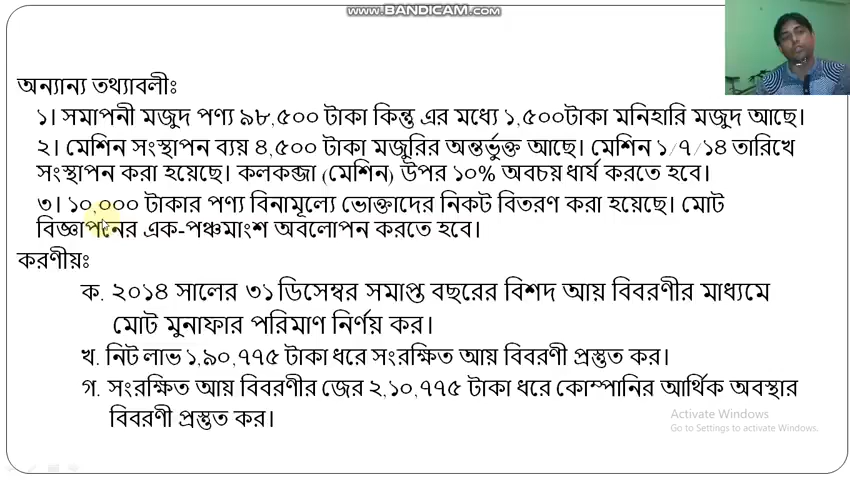 WWW.BANDICAM.COM
অন্যান্য তথ্যাবলীঃ
১। সমাপনী মজুদ পণ্য ৯৮,৫০০ টাকা কিন্তু এর মধ্যে ১,৫০০টাকা মনিহারি মজুদ আছে।
২। মেশিন সংস্থাপন ব্যয় ৪,৫০০ টাকা মজুরির অন্তর্ভুক্ত আছে। মেশিন ১/৭/১৪ তারিখে
সংস্থাপন করা হয়েছে। কলকব্জা (মেশিন) উপর ১০% অবচয় ধার্য করতে হবে।
৩। ১০,০০০ টাকার পণ্য বিনামূল্যে ভোক্তাদের নিকট বিতরণ করা হয়েছে। মোট
বিজ্ঞাপনের এক-পঞ্চমাংশ অবলোপন করতে হবে।
করণীয়ঃ
ক. ২০১৪ সালের ৩১ ডিসেম্বর সমাপ্ত বছরের বিশদ আয় বিবরণীর মাধ্যমে
মোট মুনাফার পরিমাণ নির্ণয় কর।
খ. নিট লাভ ১,৯০,৭৭৫ টাকা ধরে সংরক্ষিত আয় বিবরণী প্রস্তুত কর।
গ. সংরক্ষিত আয় বিবরণীর জের ২,১০,৭৭৫ টাকা ধরে কোম্পানির আর্থিক অবস্থার
বিবরণী প্রস্তুত কর।
Activate Windows
Go to Settings to activate Windows.